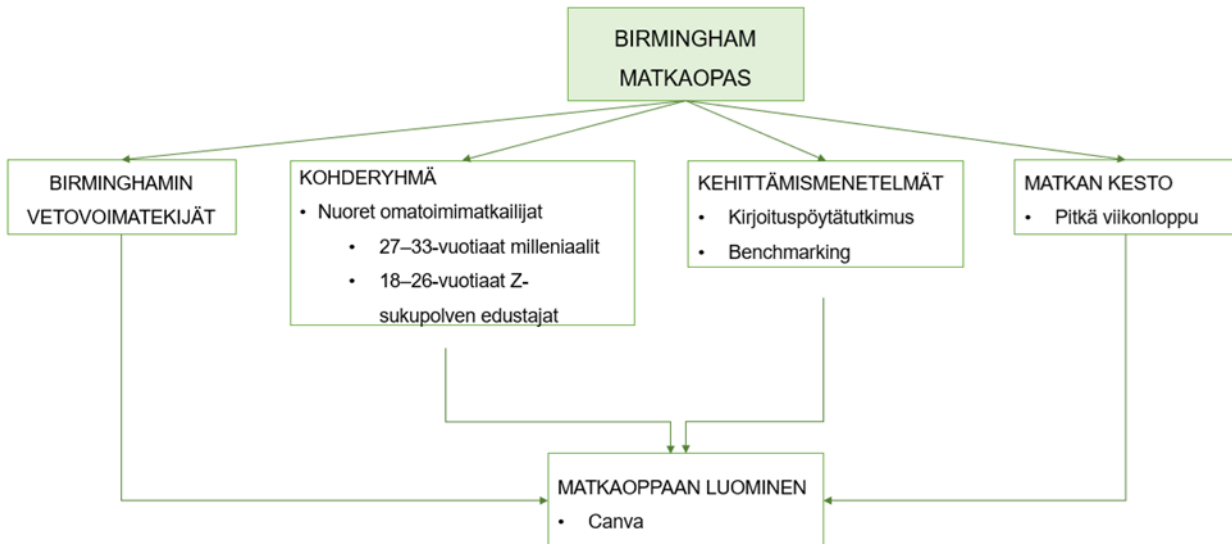 BIRMINGHAM
MATKAOPAS
BIRMINGHAMIN
VETOVOIMATEKIJÄT
KOHDERYHMÄ
• Nuoret omatoimimatkailijat
• 27–33-vuotiaat milleniaalit
• 18–26-vuotiaat Z-
sukupolven edustajat
KEHITTÄMISMENETELMÄT
• Kirjoituspöytätutkimus
• Benchmarking
MATKAN KESTO
• Pitkä viikonloppu
MATKAOPPAAN LUOMINEN
• Canva